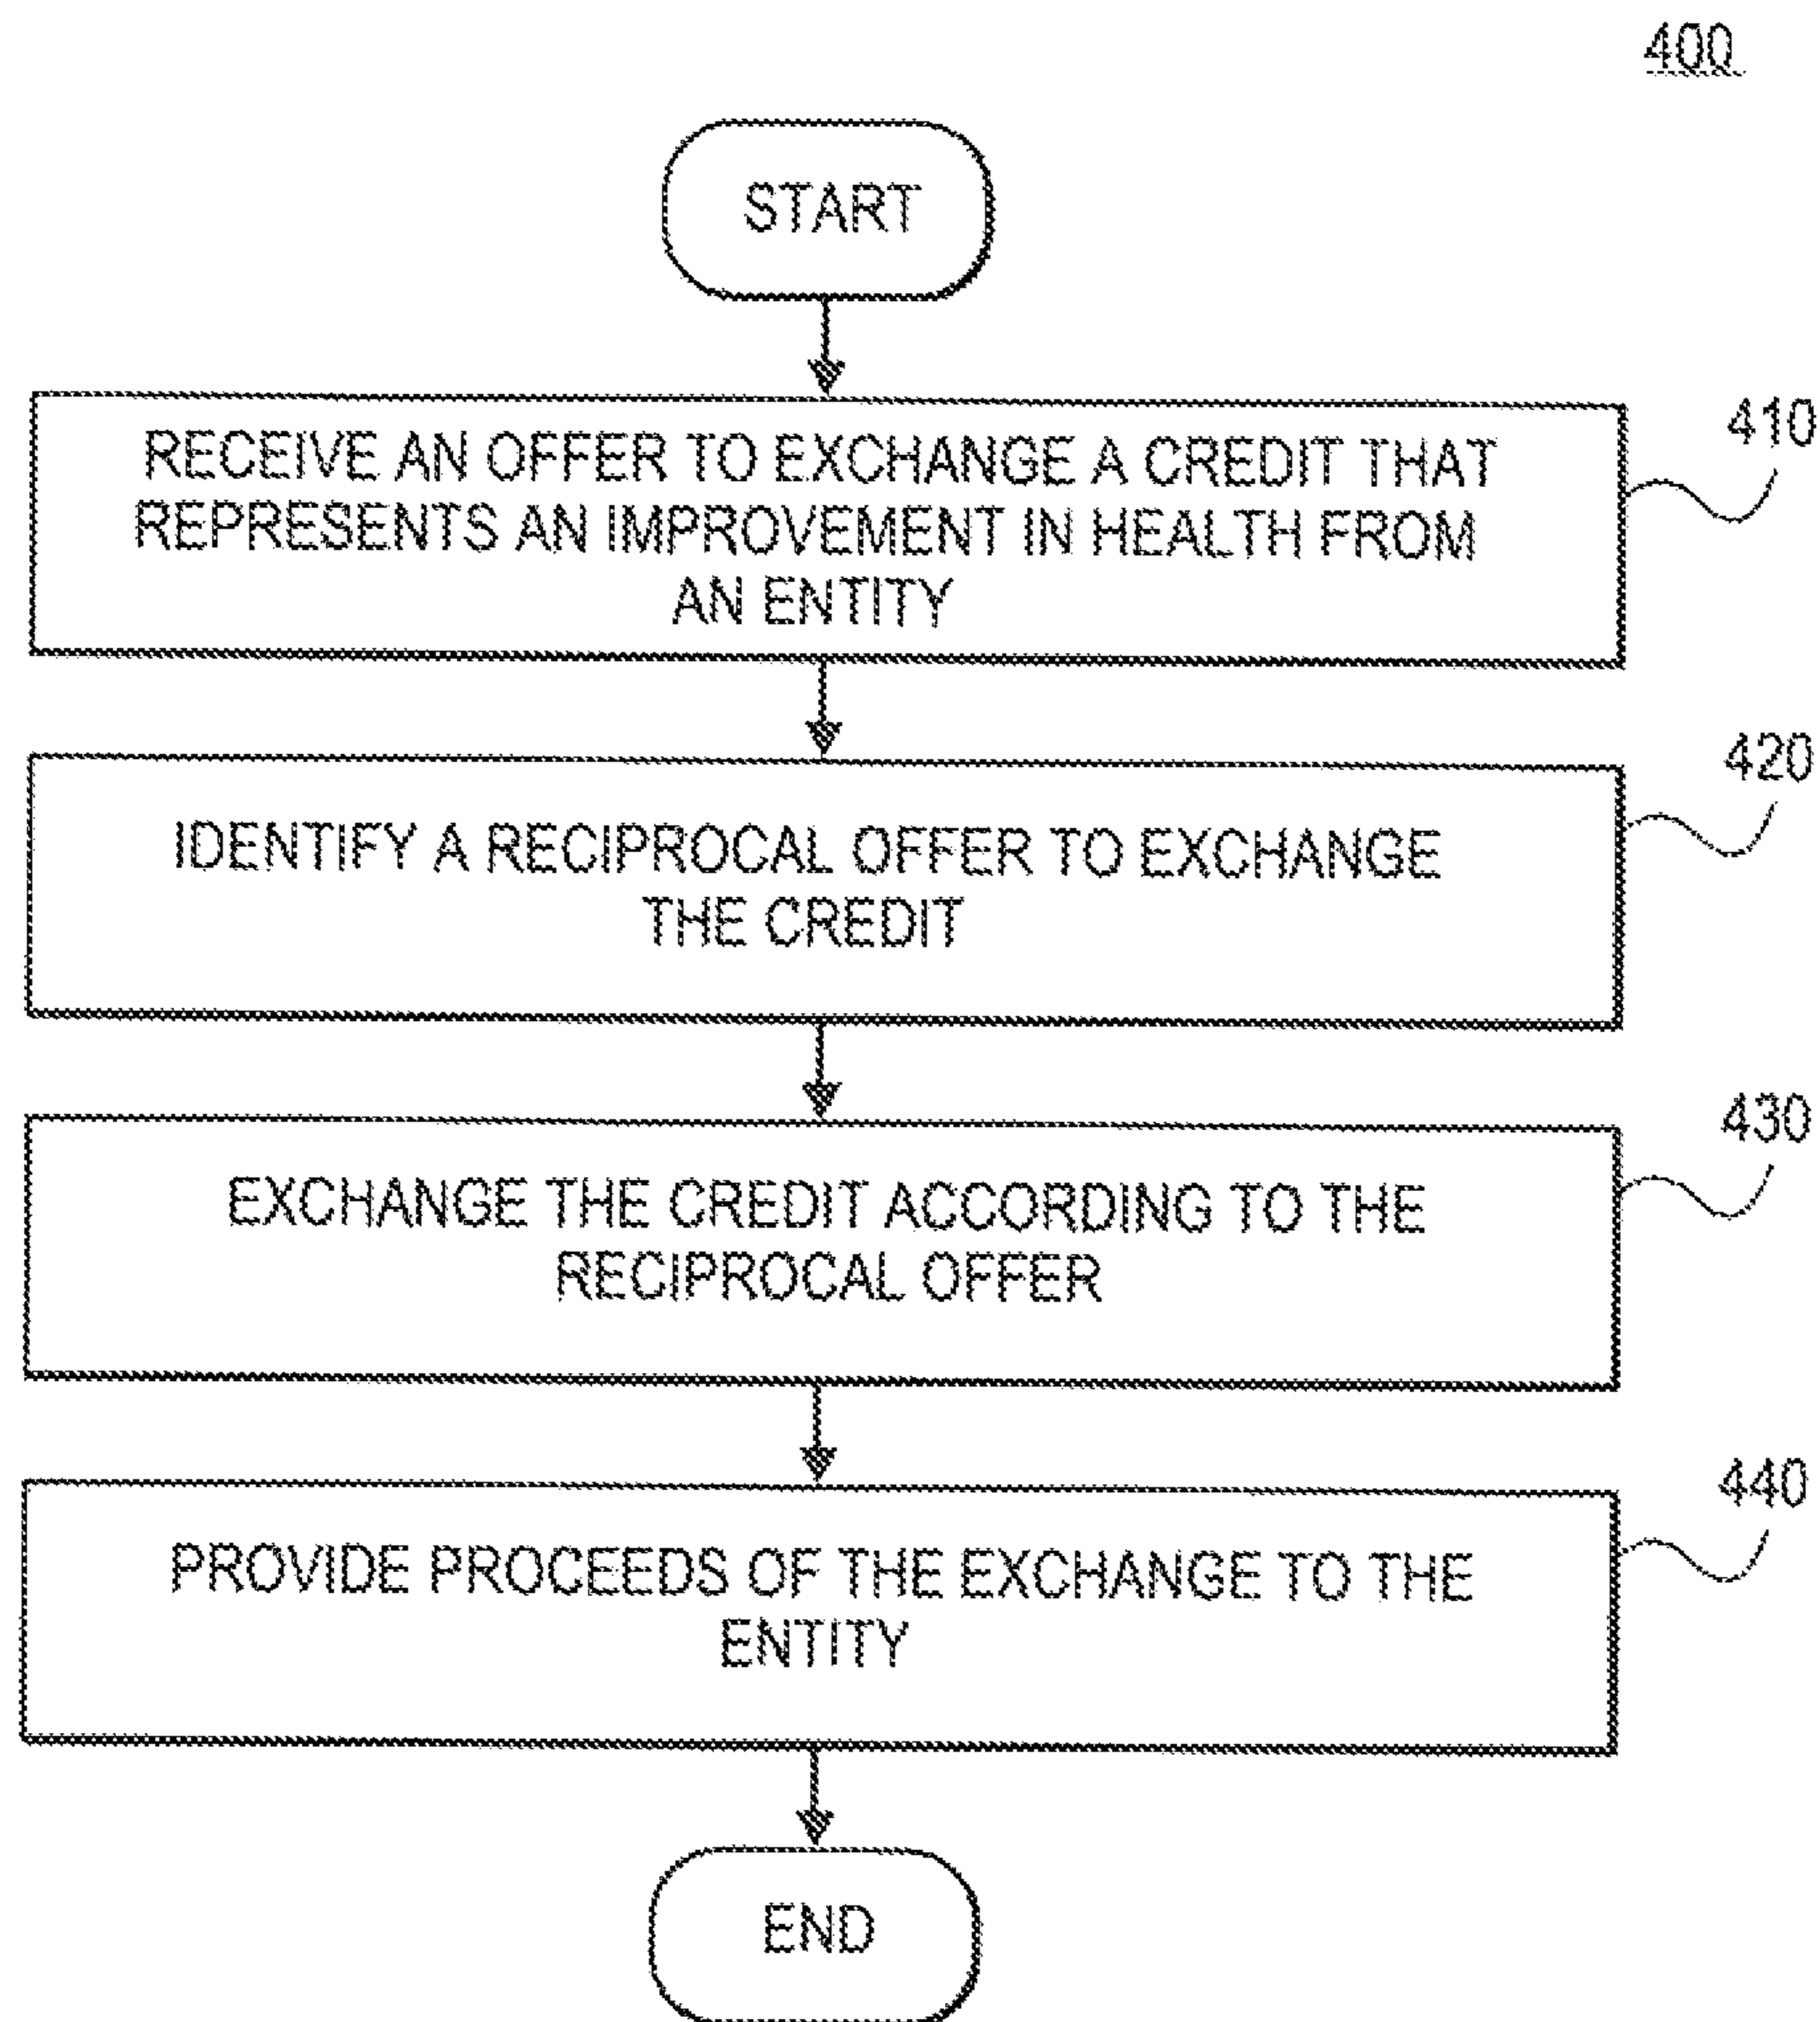 400
START
RECEIVE AN OFFER TO EXCHANGE A CREDIT THAT
REPRESENTS AN IMPROVEMENT IN HEALTH FROM
AN ENTITY
410
IDENTIFY A RECIPROCAL OFFER TO EXCHANGE
THE CREDIT
420
EXCHANGE THE CREDIT ACCORDING TO THE
RECIPROCAL OFFER
430
PROVIDE PROCEEDS OF THE EXCHANGE TO THE
ENTITY
440
END